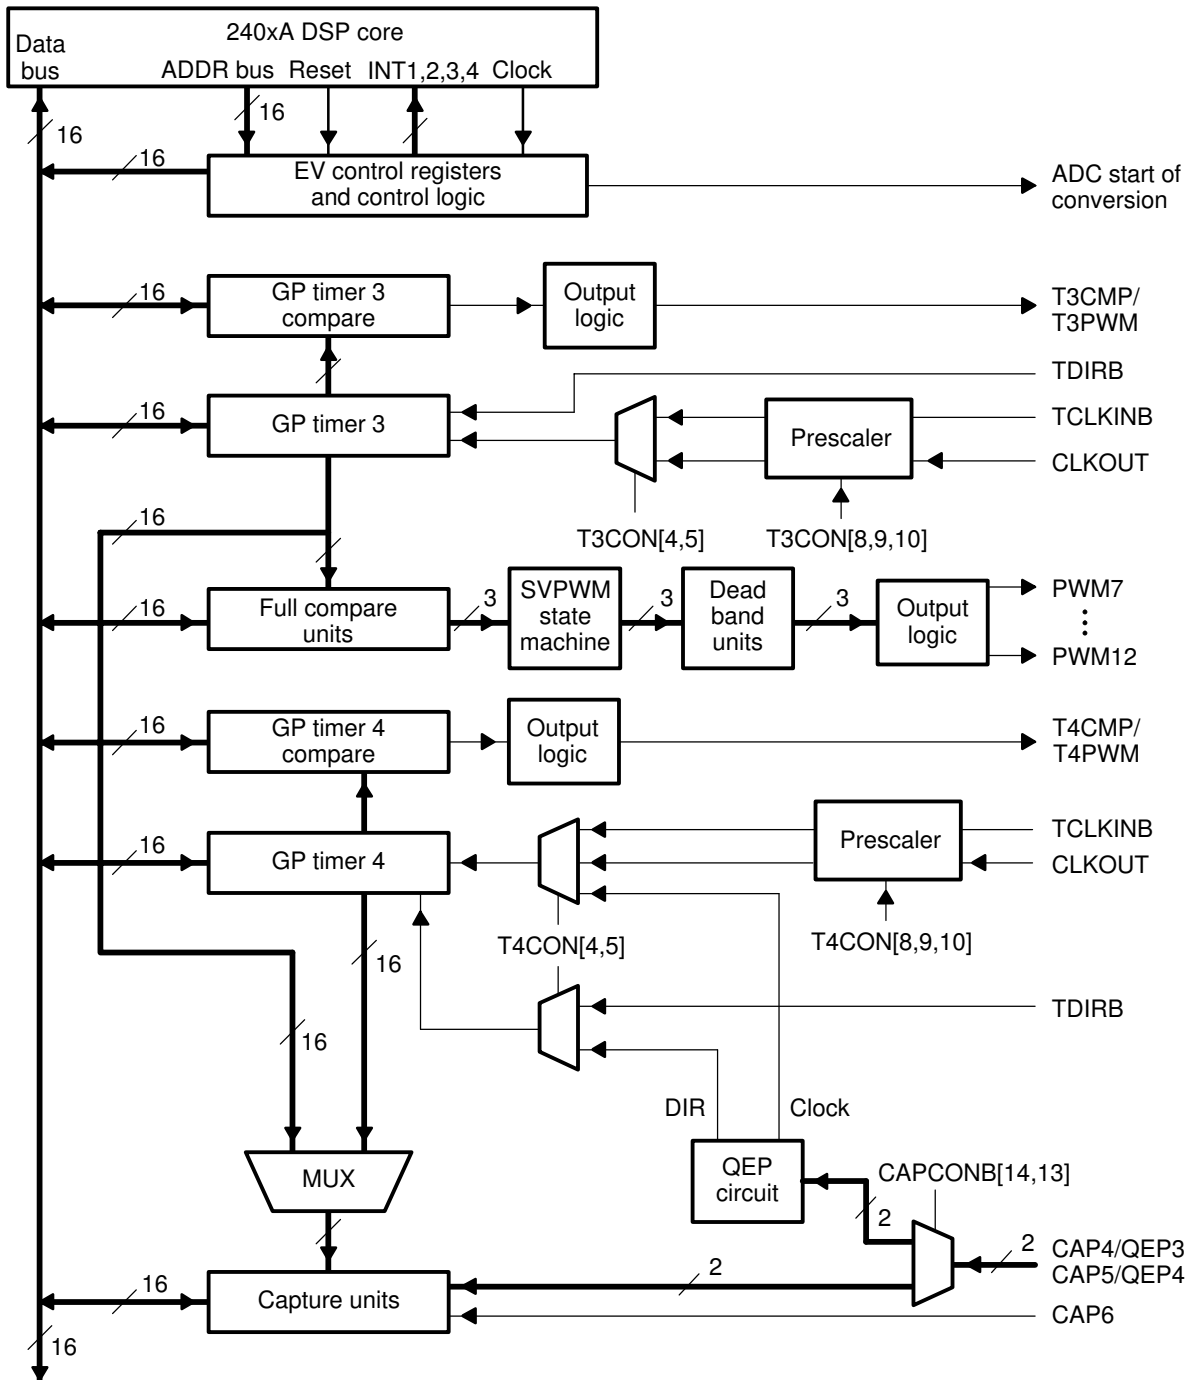 240xA DSP core
Data
bus
ADDR bus
Reset
INT1,2,3,4
Clock
16
16
16
EV control registers
and control logic
ADC start of
conversion
16
GP timer 3
compare
Output
logic
T3CMP/
T3PWM
TDIRB
16
GP timer 3
Prescaler
TCLKINB
CLKOUT
16
T3CON[4,5]
T3CON[8,9,10]
16
Full compare
units
3
SVPWM
state
machine
3
Dead
band
units
3
Output
logic
PWM7
PWM12
16
GP timer 4
compare
Output
logic
T4CMP/
T4PWM
16
GP timer 4
Prescaler
TCLKINB
CLKOUT
16
T4CON[4,5]
T4CON[8,9,10]
16
TDIRB
DIR
Clock
MUX
QEP
circuit
CAPCONB[14,13]
2
2
CAP4/QEP3
CAP5/QEP4
16
Capture units
2
CAP6
16